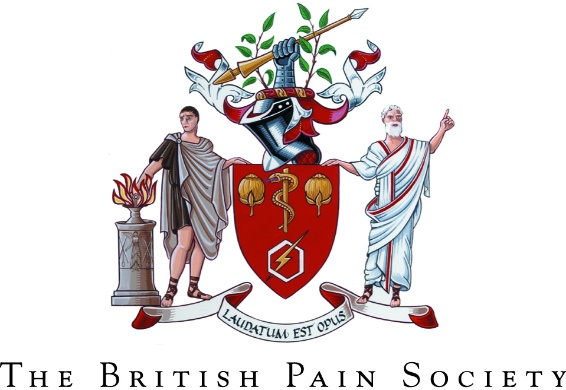 LAUDATUM EST OPUS
THE BRITISH PAIN SOCIETY